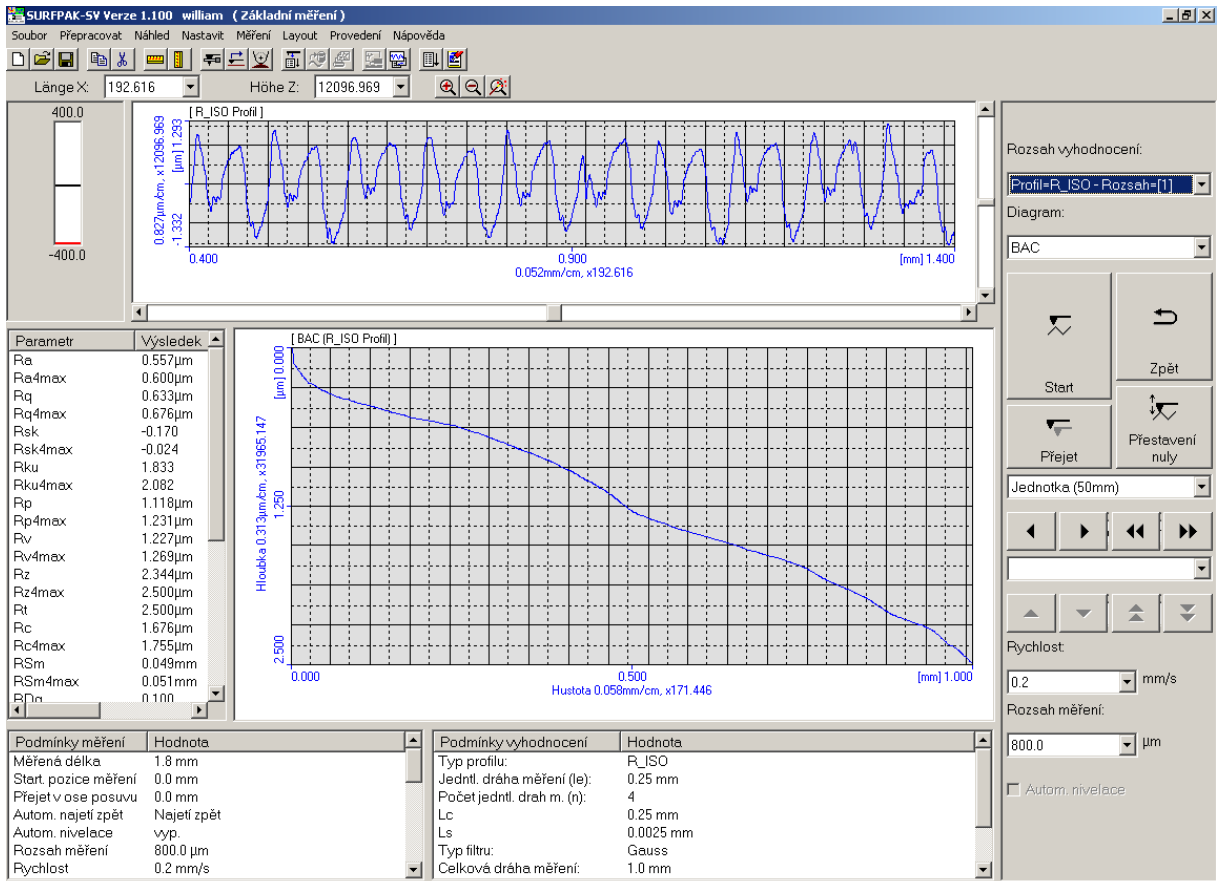 SURFPAK-SV Verze 1.100 william ( Základní měření )
Soubor Přepracovat Náhled Nastavit Měření Layout Provedení Nápověda
Länge X: 192.616 Höhe Z: 12096.969
400.0
-400.0
[ R_ISO Profil ]
0.827µm/cm, x12096.969
-1.332 [µm] 1.293
0.400 0.900 [mm] 1.400
0.052mm/cm, x192.616
Parametr Výsledek
Ra 0.557µm
Ra4max 0.600µm
Rq 0.633µm
Rq4max 0.676µm
Rsk -0.170
Rsk4max -0.024
Rku 1.833
Rku4max 2.082
Rp 1.118µm
Rp4max 1.231µm
Rv 1.227µm
Rv4max 1.269µm
Rz 2.344µm
Rz4max 2.500µm
Rt 2.500µm
Rc 1.676µm
Rc4max 1.755µm
RSm 0.049mm
RSm4max 0.051mm
RDq 0.100
[ BAC (R_ISO Profil) ]
Hloubka 0.313µm/cm, x31965.147
2.500 1.250 [µm] 0.000
0.000 0.500 [mm] 1.000
Hustota 0.058mm/cm, x171.446
Podmínky měření Hodnota
Měřená délka 1.8 mm
Start. pozice měření 0.0 mm
Přejet v ose posuvu 0.0 mm
Autom. najetí zpět Najetí zpět
Autom. nivelace vyp.
Rozsah měření 800.0 µm
Rychlost 0.2 mm/s
Podmínky vyhodnocení Hodnota
Typ profilu: R_ISO
Jedntl. dráha měření (le): 0.25 mm
Počet jedntl. drah m. (n): 4
Lc 0.25 mm
Ls 0.0025 mm
Typ filtru: Gauss
Celková dráha měření: 1.0 mm
Rozsah vyhodnocení:
Profil=R_ISO - Rozsah=[1]
Diagram:
BAC
Start
Zpět
Přejet
Přestavení
nuly
Jednotka (50mm)
Rychlost:
0.2 mm/s
Rozsah měření:
800.0 µm
Autom. nivelace